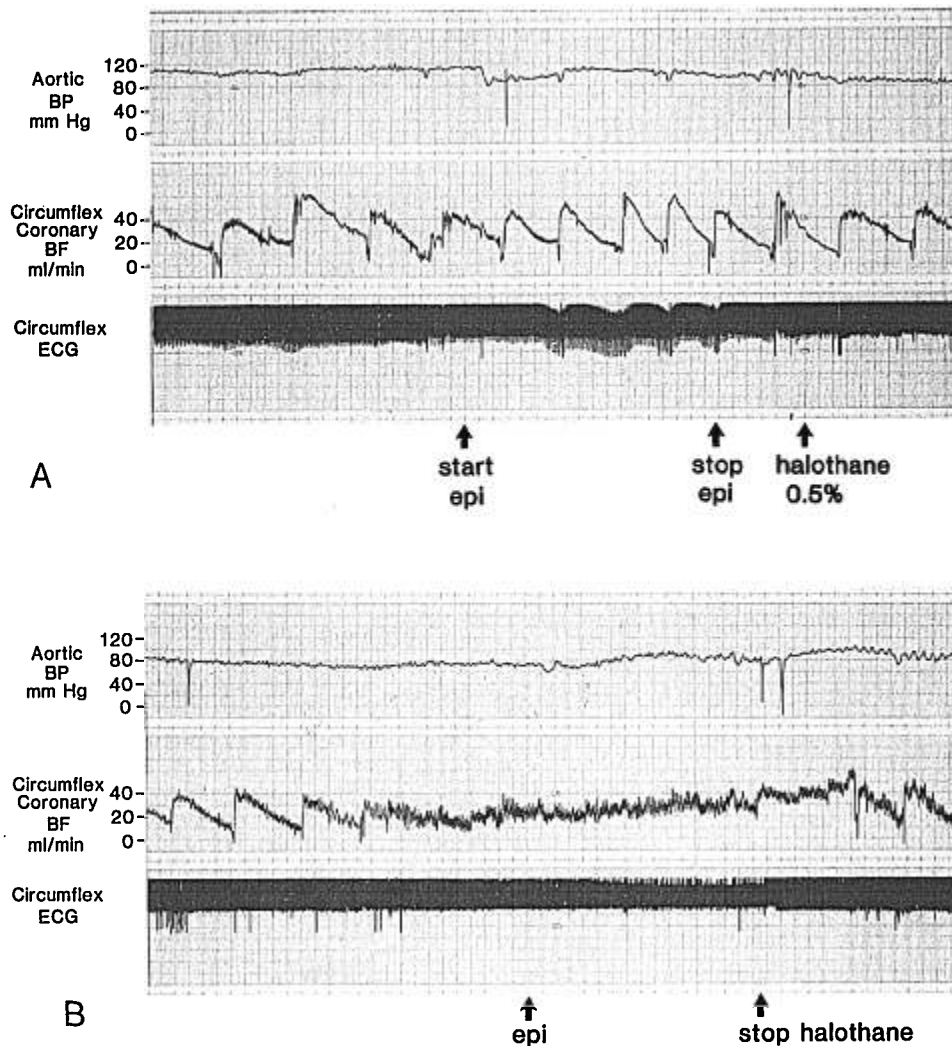 Aortic
BP
mm Hg
120
80
40
0
Circumflex
Coronary
BF
ml/min
40
20
0
Circumflex
ECG
start
epi
stop
epi
halothane
0.5%
A
Aortic
BP
mm Hg
120
80
40
0
Circumflex
Coronary
BF
ml/min
40
20
0
Circumflex
ECG
B
epi
stop halothane